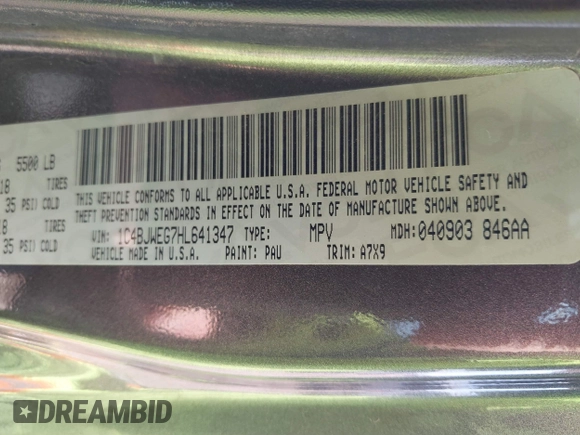 5500 LB
18 TIRES
35 PSI) COLD
18 TIRES
35 PSI) COLD
THIS VEHICLE CONFORMS TO ALL APPLICABLE U.S.A. FEDERAL MOTOR VEHICLE SAFETY AND
THEFT PREVENTION STANDARDS IN EFFECT ON THE DATE OF MANUFACTURE SHOWN ABOVE.
VIN: 1C4BJWEG7HL641347 TYPE: MPV MDH: 040903 846AA
VEHICLE MADE IN U.S.A. PAINT: PAU TRIM: A7X9
DREAMBID